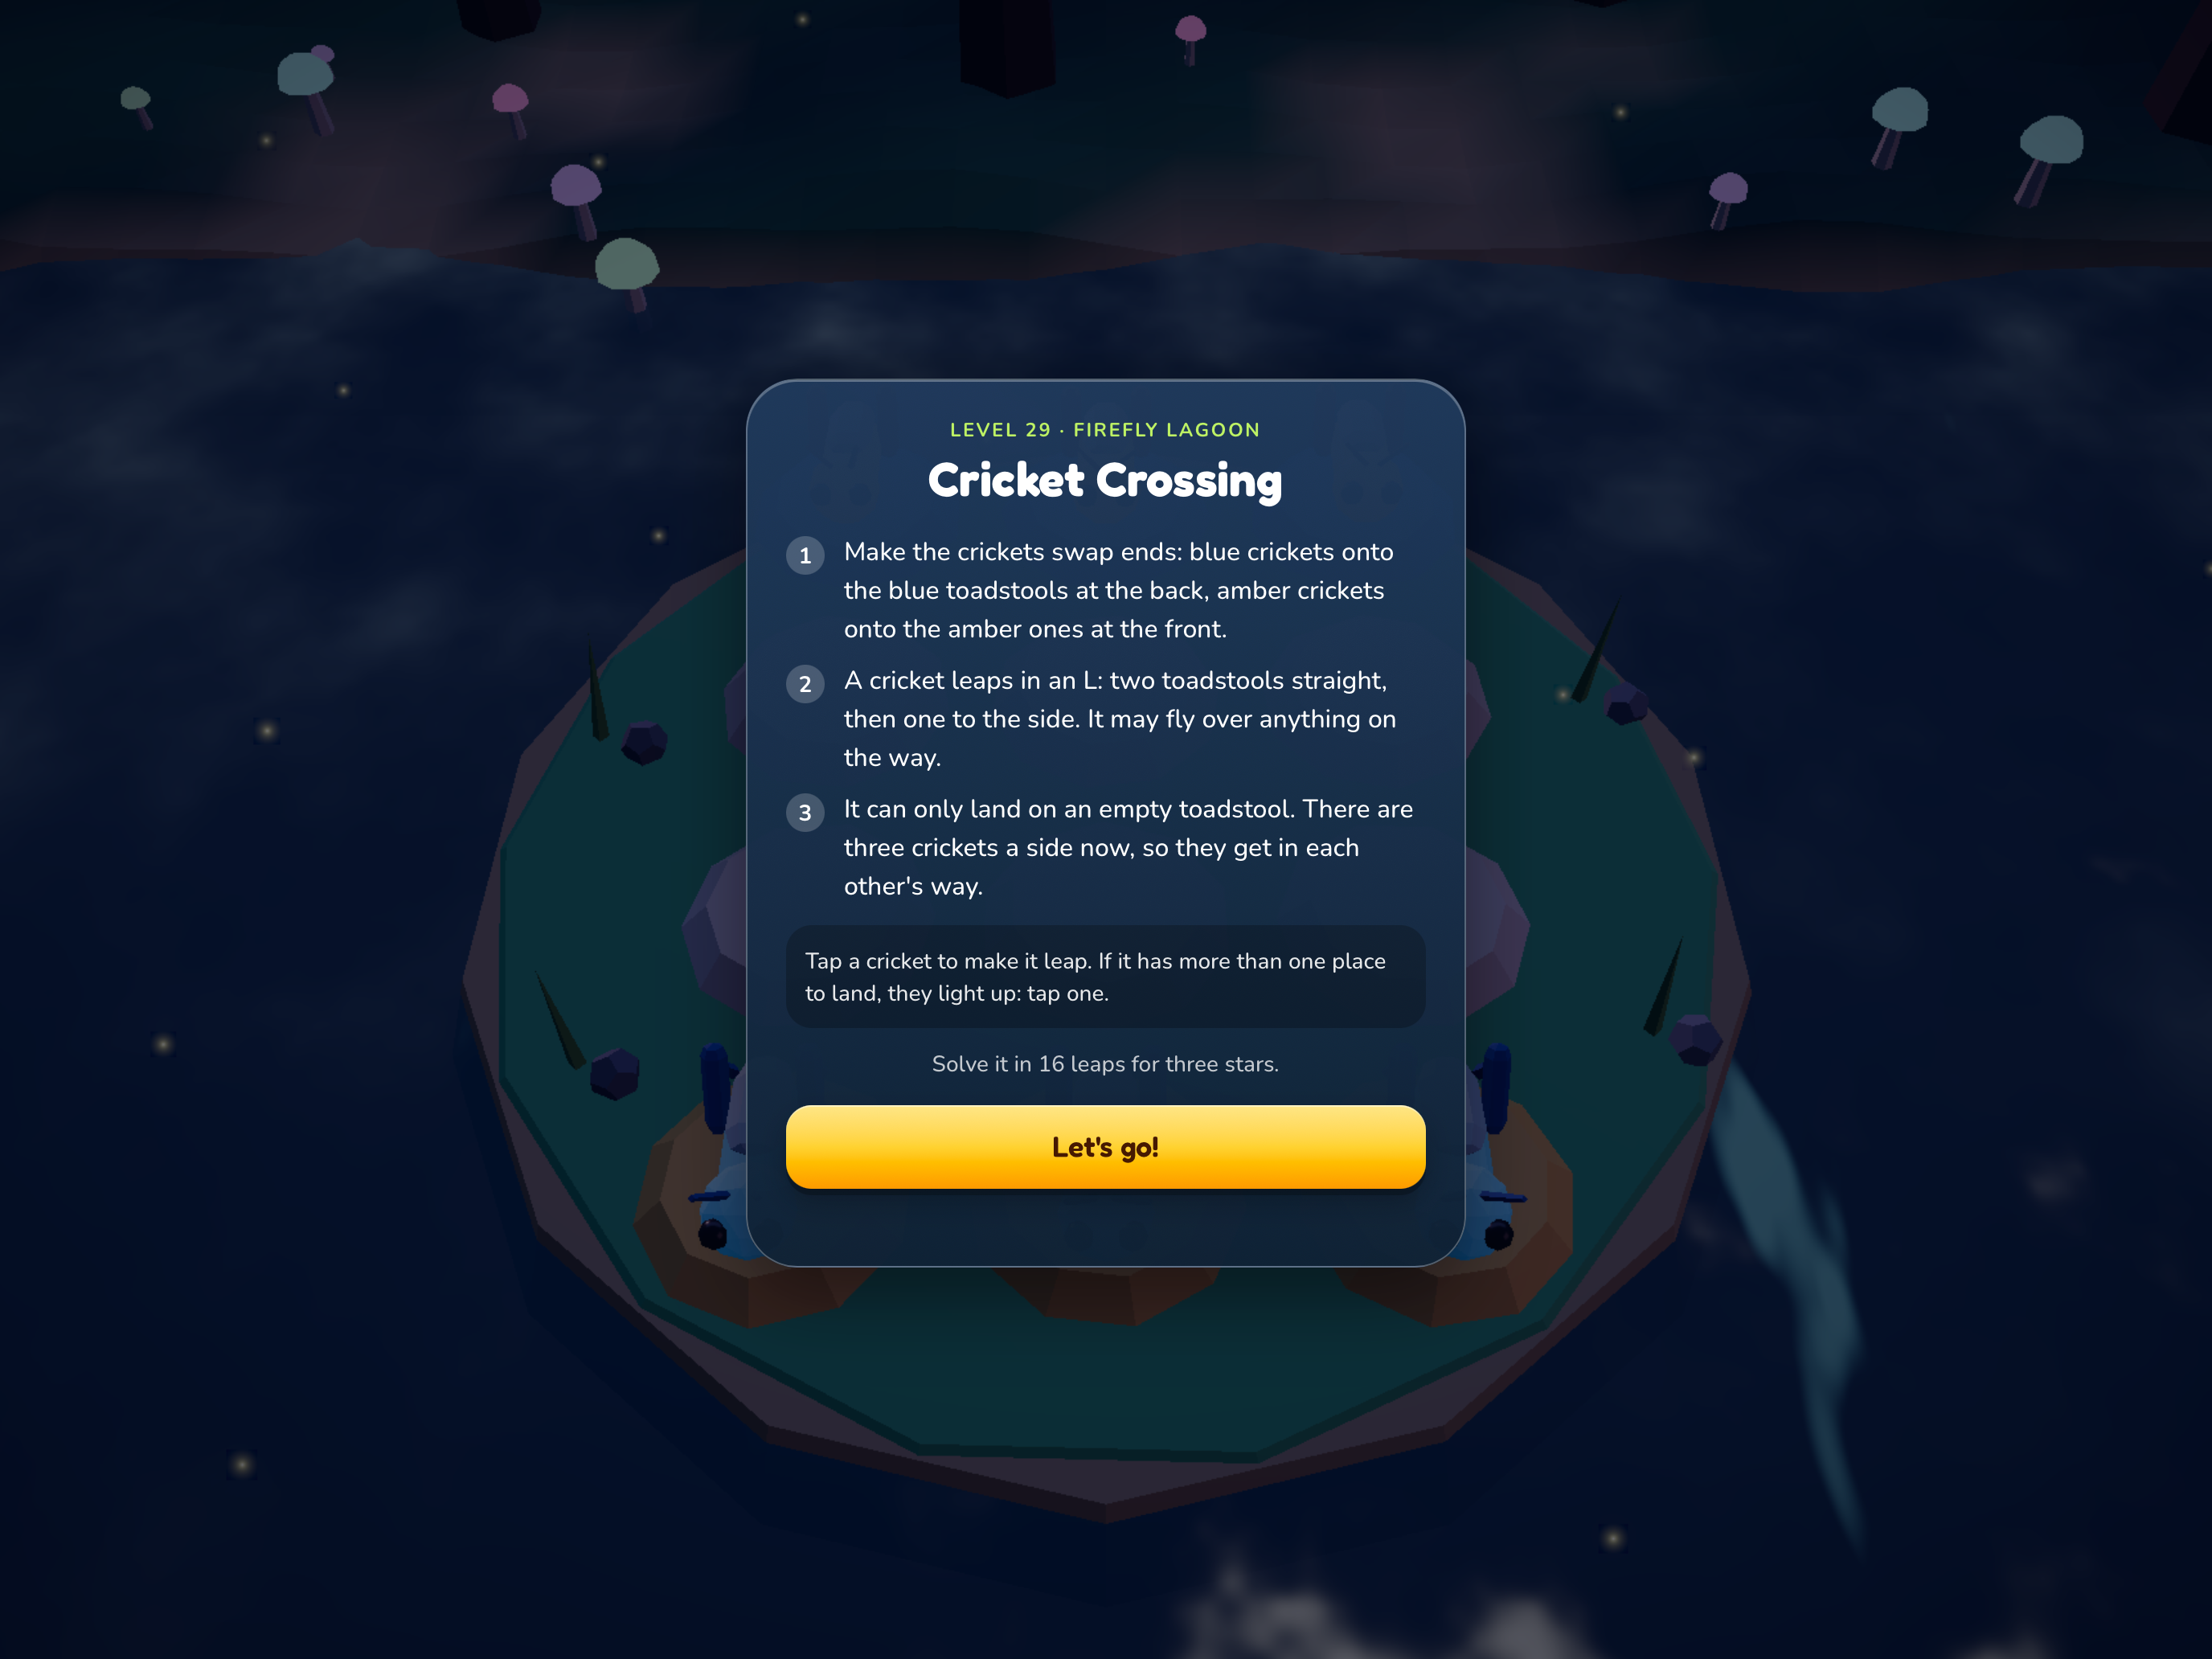 LEVEL 29 · FIREFLY LAGOON
Cricket Crossing
1 Make the crickets swap ends: blue crickets onto
the blue toadstools at the back, amber crickets
onto the amber ones at the front.
2 A cricket leaps in an L: two toadstools straight,
then one to the side. It may fly over anything on
the way.
3 It can only land on an empty toadstool. There are
three crickets a side now, so they get in each
other's way.
Tap a cricket to make it leap. If it has more than one place
to land, they light up: tap one.
Solve it in 16 leaps for three stars.
Let's go!